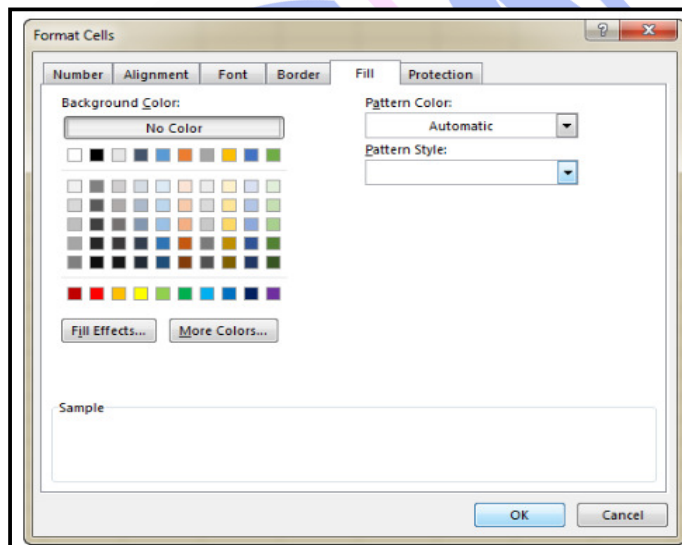 Format Cells
Number Alignment Font Border Fill Protection
Background Color:
No Color
Pattern Color:
Automatic
Pattern Style:
Fill Effects...
More Colors...
Sample
OK
Cancel